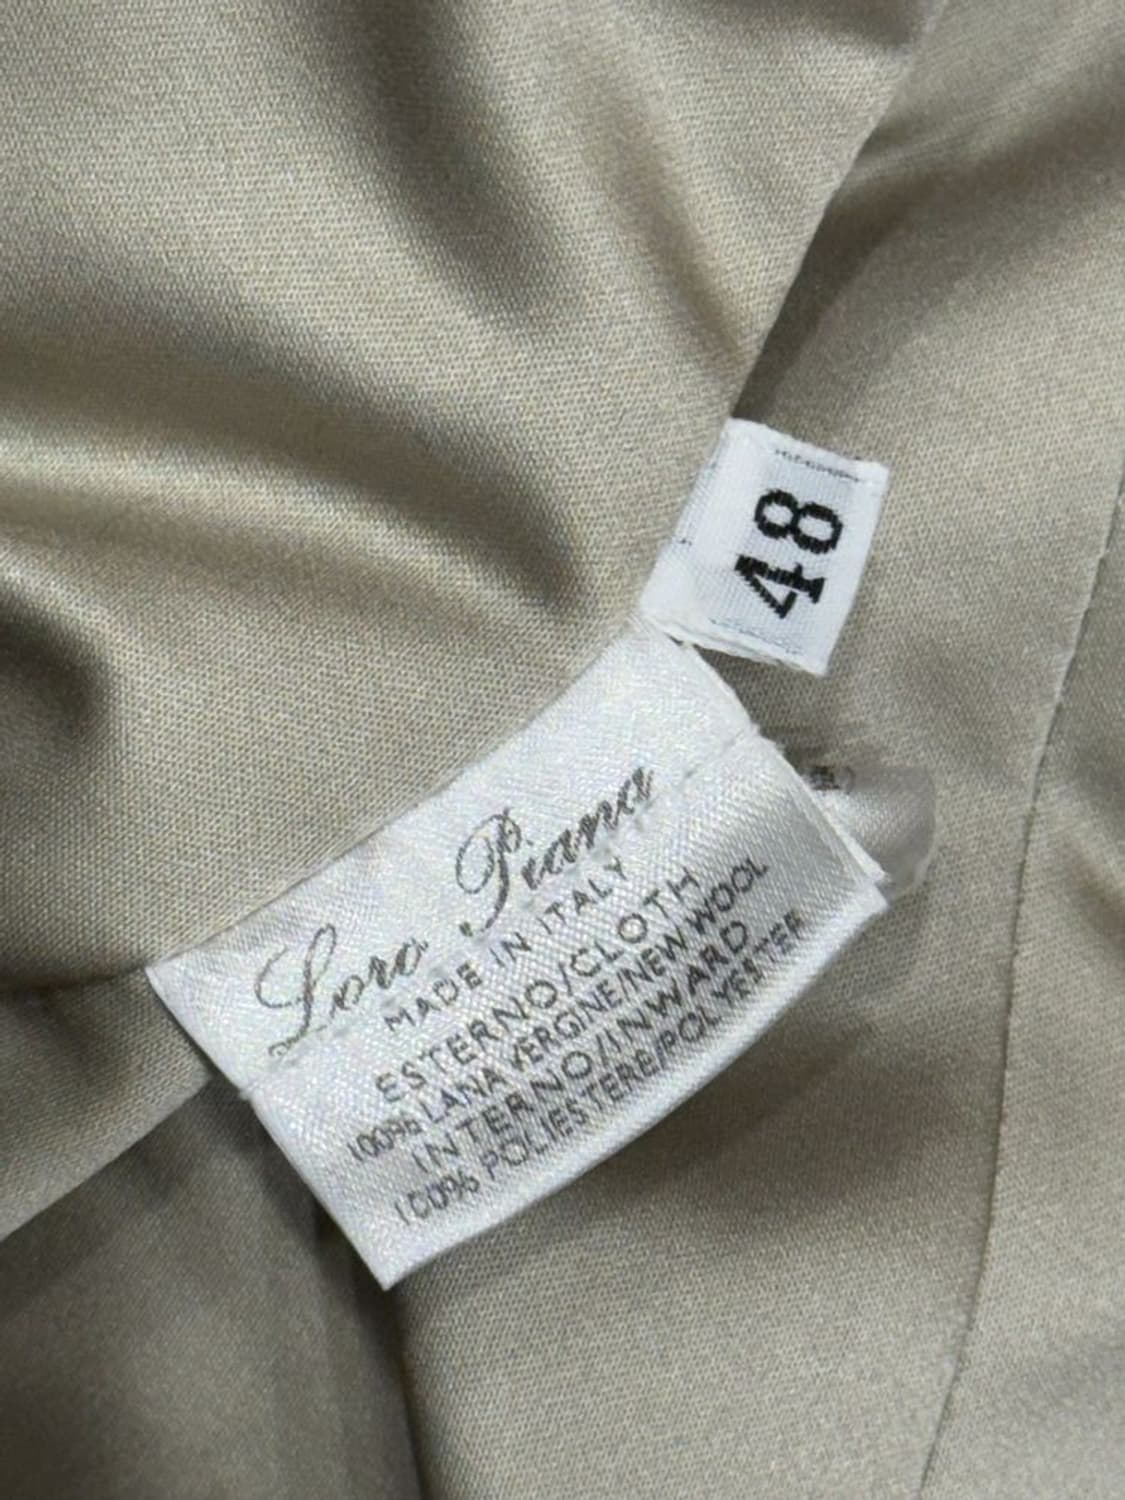 48
Loro Piana
MADE IN ITALY
ESTERNO/CLOTH
100% LANA VERGINE/NEW WOOL
INTERNO/INWARD
100% POLIESTERE/POLYESTER